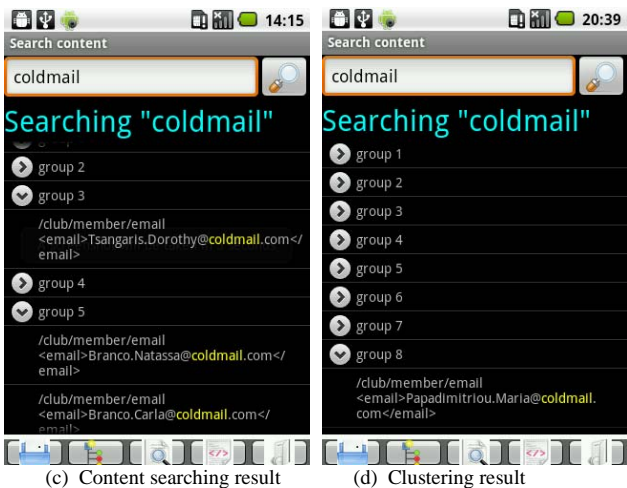 14:15
Search content
coldmail
Searching "coldmail"
group 2
group 3
/club/member/email
<email>Tsangaris.Dorothy@coldmail.com</
email>
group 4
group 5
/club/member/email
<email>Branco.Natassa@coldmail.com</
email>
/club/member/email
<email>Branco.Carla@coldmail.com</
email>
(c) Content searching result
20:39
Search content
coldmail
Searching "coldmail"
group 1
group 2
group 3
group 4
group 5
group 6
group 7
group 8
/club/member/email
<email>Papadimitriou.Maria@coldmail.
com</email>
(d) Clustering result